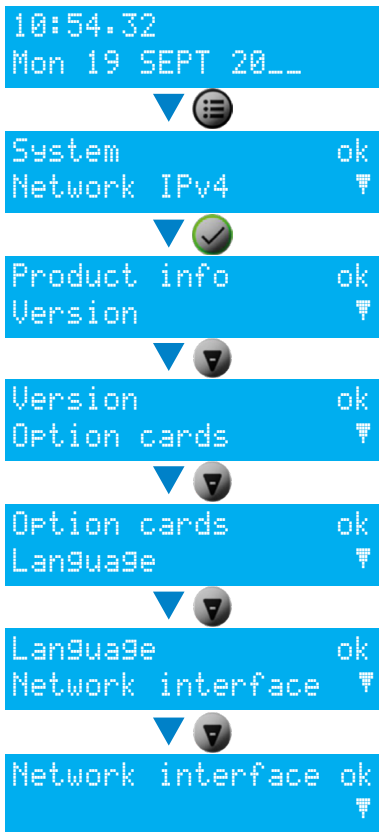 10:54.32
Mon 19 SEPT 20__
System ok
Network IPv4
Product info ok
Version
Version ok
Option cards
Option cards ok
Language
Language ok
Network interface
Network interface ok